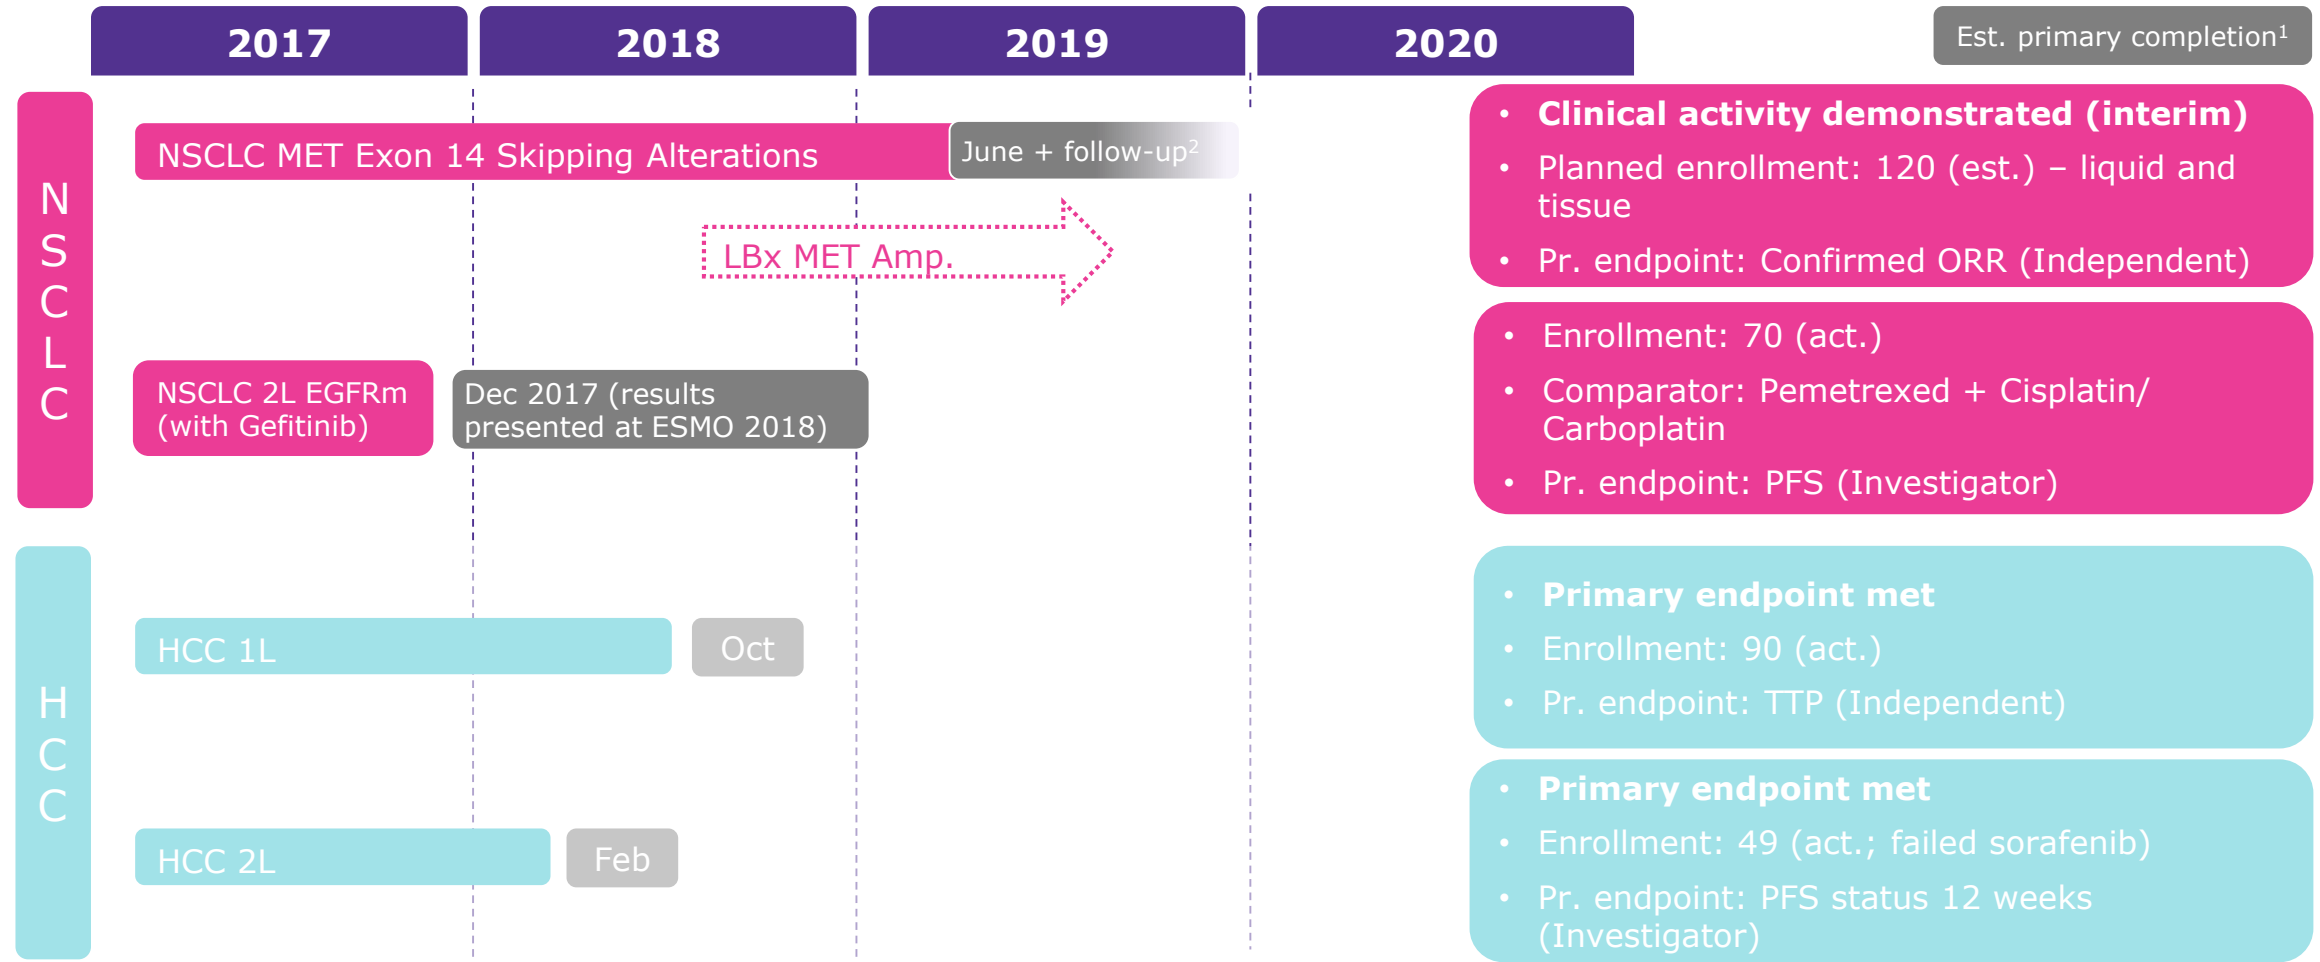 2017
2018
2019
2020
Est. primary completion¹
NSCLC
NSCLC MET Exon 14 Skipping Alterations
June + follow-up²
LBx MET Amp.
• Clinical activity demonstrated (interim)
• Planned enrollment: 120 (est.) – liquid and
tissue
• Pr. endpoint: Confirmed ORR (Independent)
NSCLC 2L EGFRm
(with Gefitinib)
Dec 2017 (results
presented at ESMO 2018)
• Enrollment: 70 (act.)
• Comparator: Pemetrexed + Cisplatin/
Carboplatin
• Pr. endpoint: PFS (Investigator)
HCC
HCC 1L
Oct
• Primary endpoint met
• Enrollment: 90 (act.)
• Pr. endpoint: TTP (Independent)
HCC 2L
Feb
• Primary endpoint met
• Enrollment: 49 (act.; failed sorafenib)
• Pr. endpoint: PFS status 12 weeks
(Investigator)